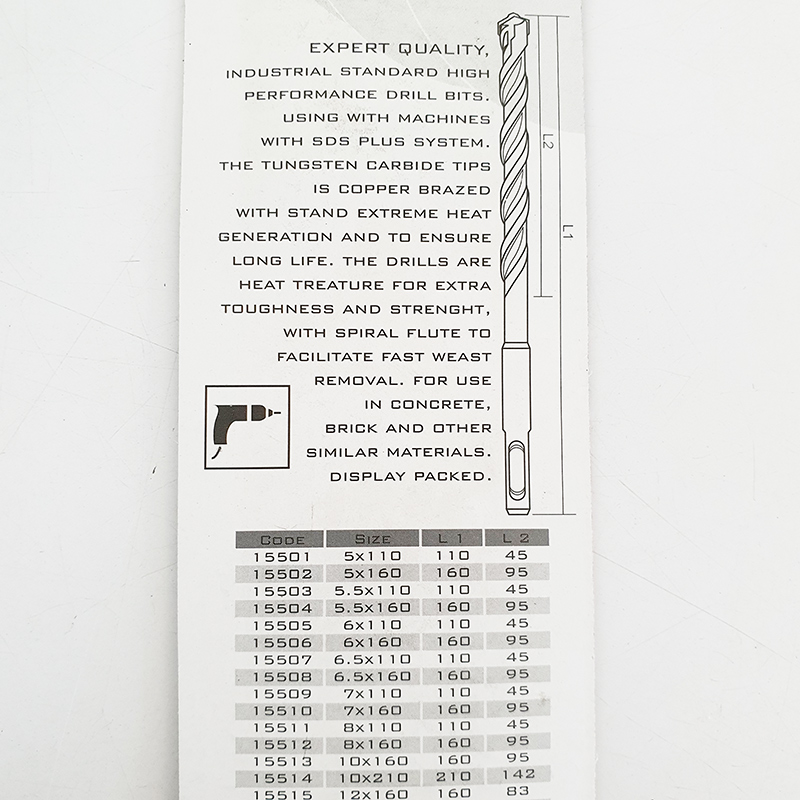 EXPERT QUALITY,
INDUSTRIAL STANDARD HIGH
PERFORMANCE DRILL BITS.
USING WITH MACHINES
WITH SDS PLUS SYSTEM.
THE TUNGSTEN CARBIDE TIPS
IS COPPER BRAZED
WITH STAND EXTREME HEAT
GENERATION AND TO ENSURE
LONG LIFE. THE DRILLS ARE
HEAT TREATURE FOR EXTRA
TOUGHNESS AND STRENGHT,
WITH SPIRAL FLUTE TO
FACILITATE FAST WEAST
REMOVAL. FOR USE
IN CONCRETE,
BRICK AND OTHER
SIMILAR MATERIALS.
DISPLAY PACKED.
L2
L1
CODE SIZE L 1 L 2
15501 5x110 110 45
15502 5x160 160 95
15503 5.5x110 110 45
15504 5.5x160 160 95
15505 6x110 110 45
15506 6x160 160 95
15507 6.5x110 110 45
15508 6.5x160 160 95
15509 7x110 110 45
15510 7x160 160 95
15511 8x110 110 45
15512 8x160 160 95
15513 10x160 160 95
15514 10x210 210 142
15515 12x160 160 83